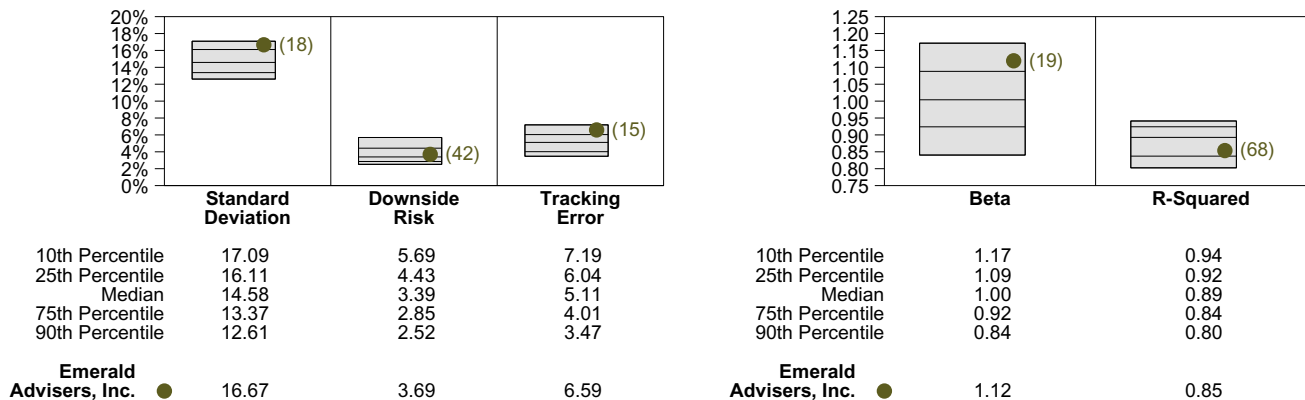 20%
18%
16%
14%
12%
10%
8%
6%
4%
2%
0%
(18)
(42)
(15)
Standard Deviation
Downside Risk
Tracking Error
10th Percentile 17.09 5.69 7.19
25th Percentile 16.11 4.43 6.04
Median 14.58 3.39 5.11
75th Percentile 13.37 2.85 4.01
90th Percentile 12.61 2.52 3.47
Emerald
Advisers, Inc. 16.67 3.69 6.59
1.25
1.20
1.15
1.10
1.05
1.00
0.95
0.90
0.85
0.80
0.75
(19)
(68)
Beta
R-Squared
10th Percentile 1.17 0.94
25th Percentile 1.09 0.92
Median 1.00 0.89
75th Percentile 0.92 0.84
90th Percentile 0.84 0.80
Emerald
Advisers, Inc. 1.12 0.85